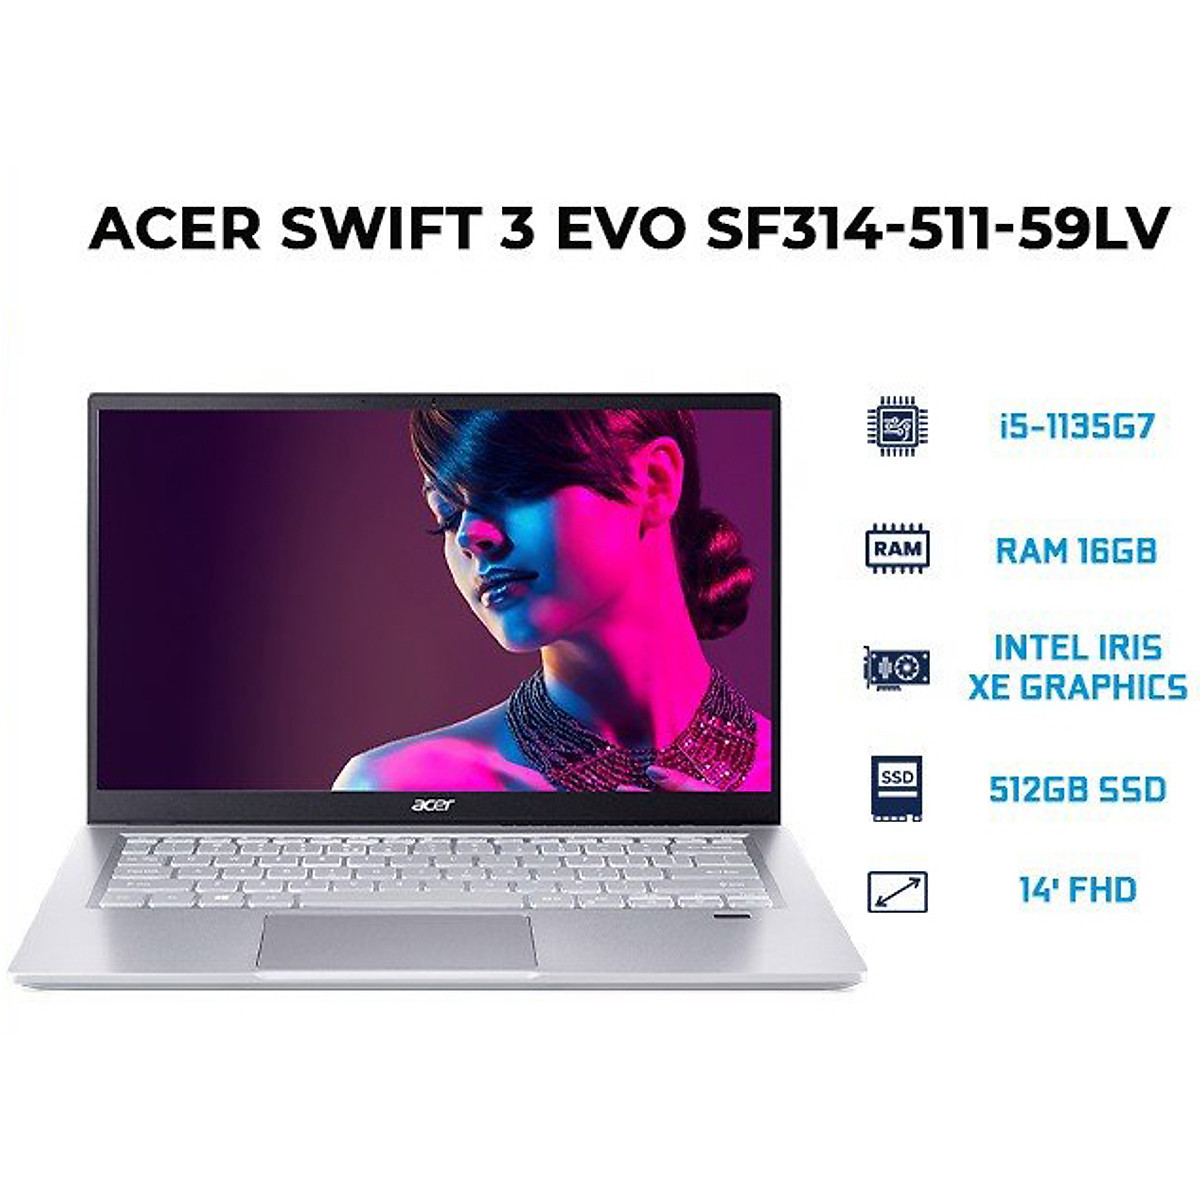 ACER SWIFT 3 EVO SF314-511-59LV
i5-1135G7
RAM
RAM 16GB
INTEL IRIS
XE GRAPHICS
SSD
512GB SSD
14' FHD
acer